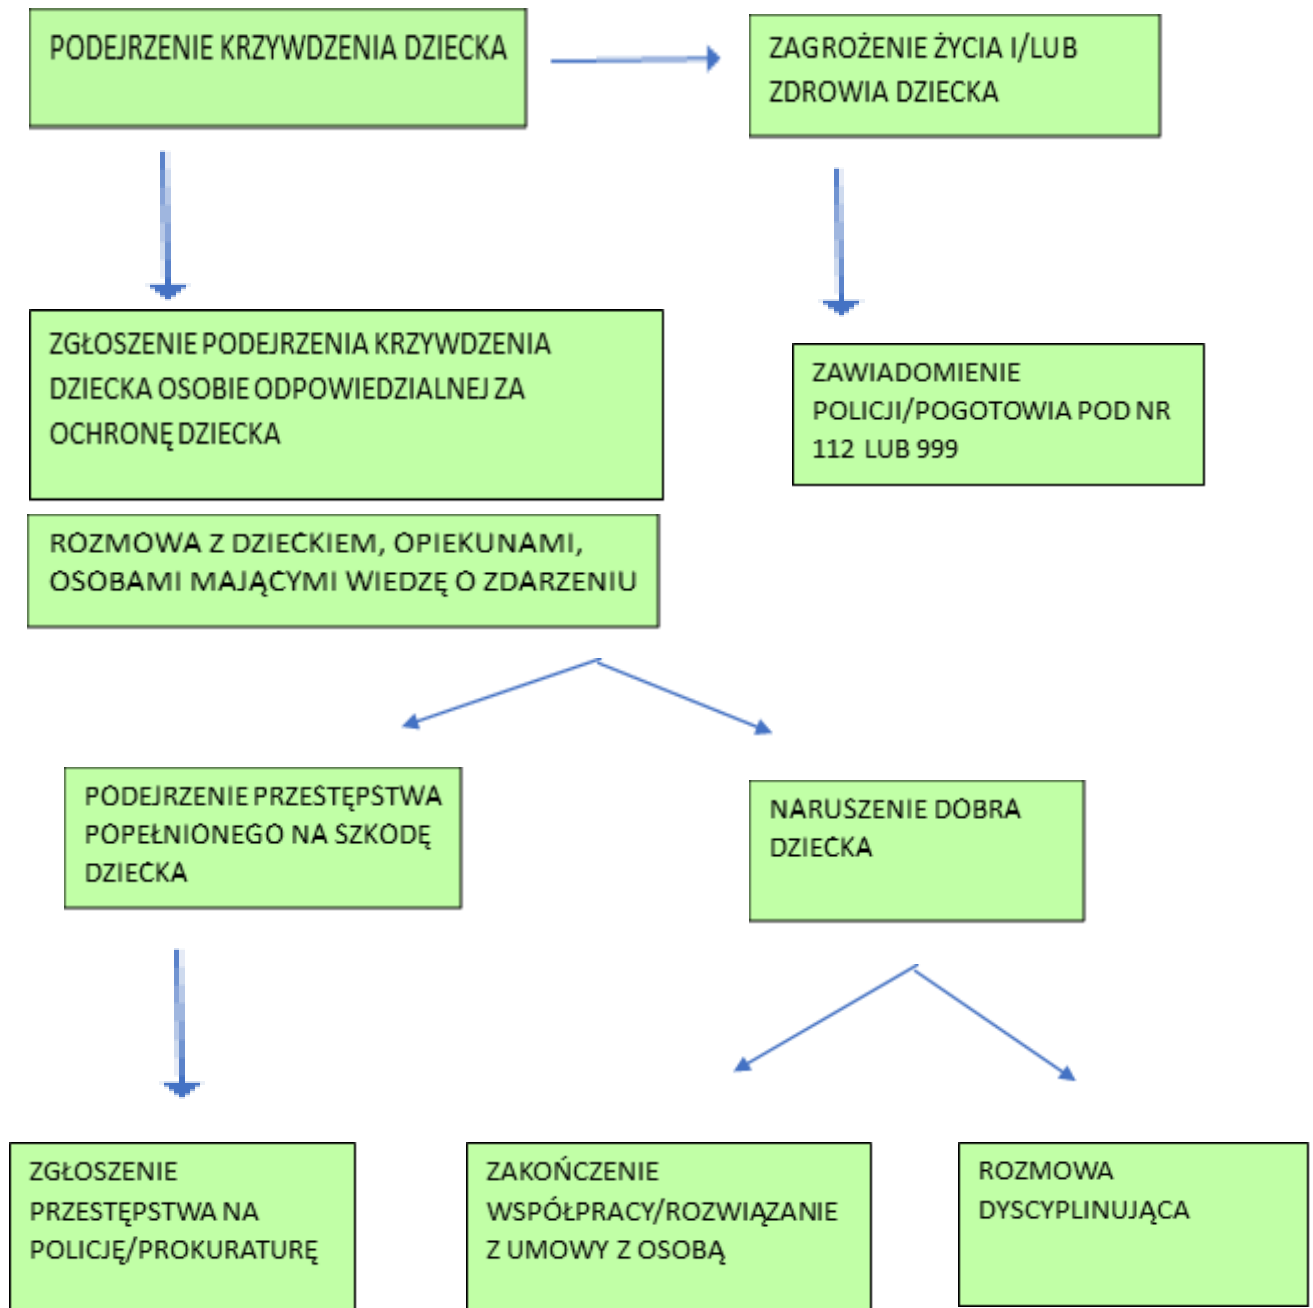 PODEJRZENIE KRZYWDZENIA DZIECKA
ZAGROŻENIE ŻYCIA I/LUB
ZDROWIA DZIECKA
ZGŁOSZENIE PODEJRZENIA KRZYWDZENIA
DZIECKA OSOBIE ODPOWIEDZIALNEJ ZA
OCHRONĘ DZIECKA
ZAWIADOMIENIE
POLICJI/POGOTOWIA POD NR
112 LUB 999
ROZMOWA Z DZIECKIEM, OPIEKUNAMI,
OSOBAMI MAJĄCYMI WIEDZĘ O ZDARZENIU
PODEJRZENIE PRZESTĘPSTWA
POPEŁNIONEGO NA SZKODĘ
DZIECKA
NARUSZENIE DOBRA
DZIECKA
ZGŁOSZENIE
PRZESTĘPSTWA NA
POLICJĘ/PROKURATURĘ
ZAKOŃCZENIE
WSPÓŁPRACY/ROZWIĄZANIE
Z UMOWY Z OSOBĄ
ROZMOWA
DYSCYPLINUJĄCA